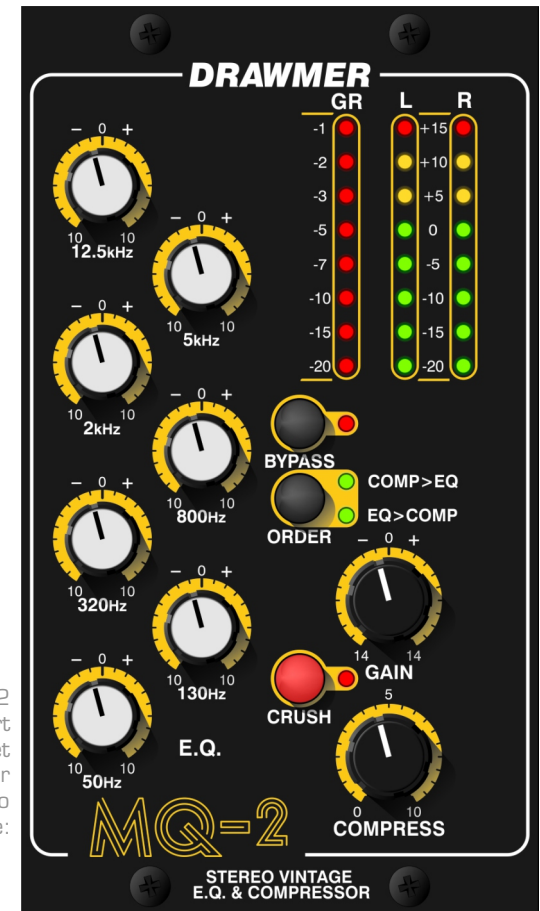 DRAWMER
GR L R
-1 +15
-2 +10
-3 +5
-5 0
-7 -5
-10 -10
-15 -15
-20 -20
− 0 +
10 10
12.5kHz
− 0 +
10 10
5kHz
− 0 +
10 10
2kHz
− 0 +
10 10
800Hz
− 0 +
10 10
320Hz
− 0 +
10 10
130Hz
− 0 +
10 10
50Hz
E.Q.
BYPASS
COMP>EQ
EQ>COMP
ORDER
− 0 +
14 14
GAIN
CRUSH
5
0 10
COMPRESS
MQ-2
STEREO VINTAGE
E.Q. & COMPRESSOR
2
rt
et
r
o
e: